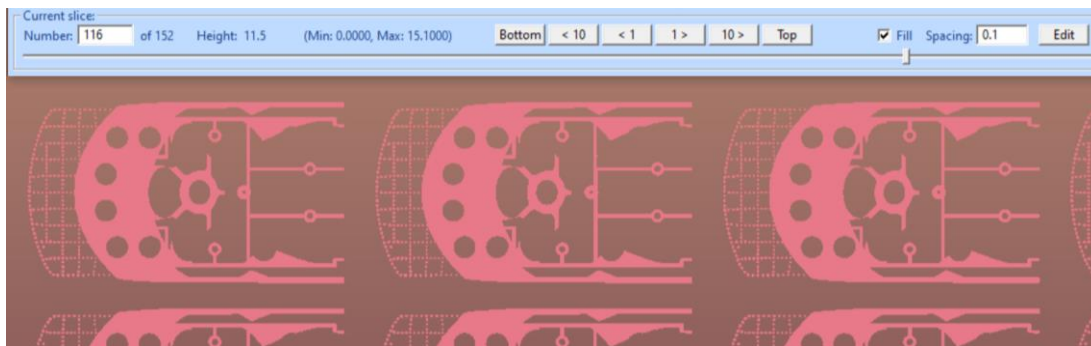 Current slice:
Number: 116 of 152 Height: 11.5 (Min: 0.0000, Max: 15.1000) Bottom < 10 < 1 1 > 10 > Top Fill Spacing: 0.1 Edit